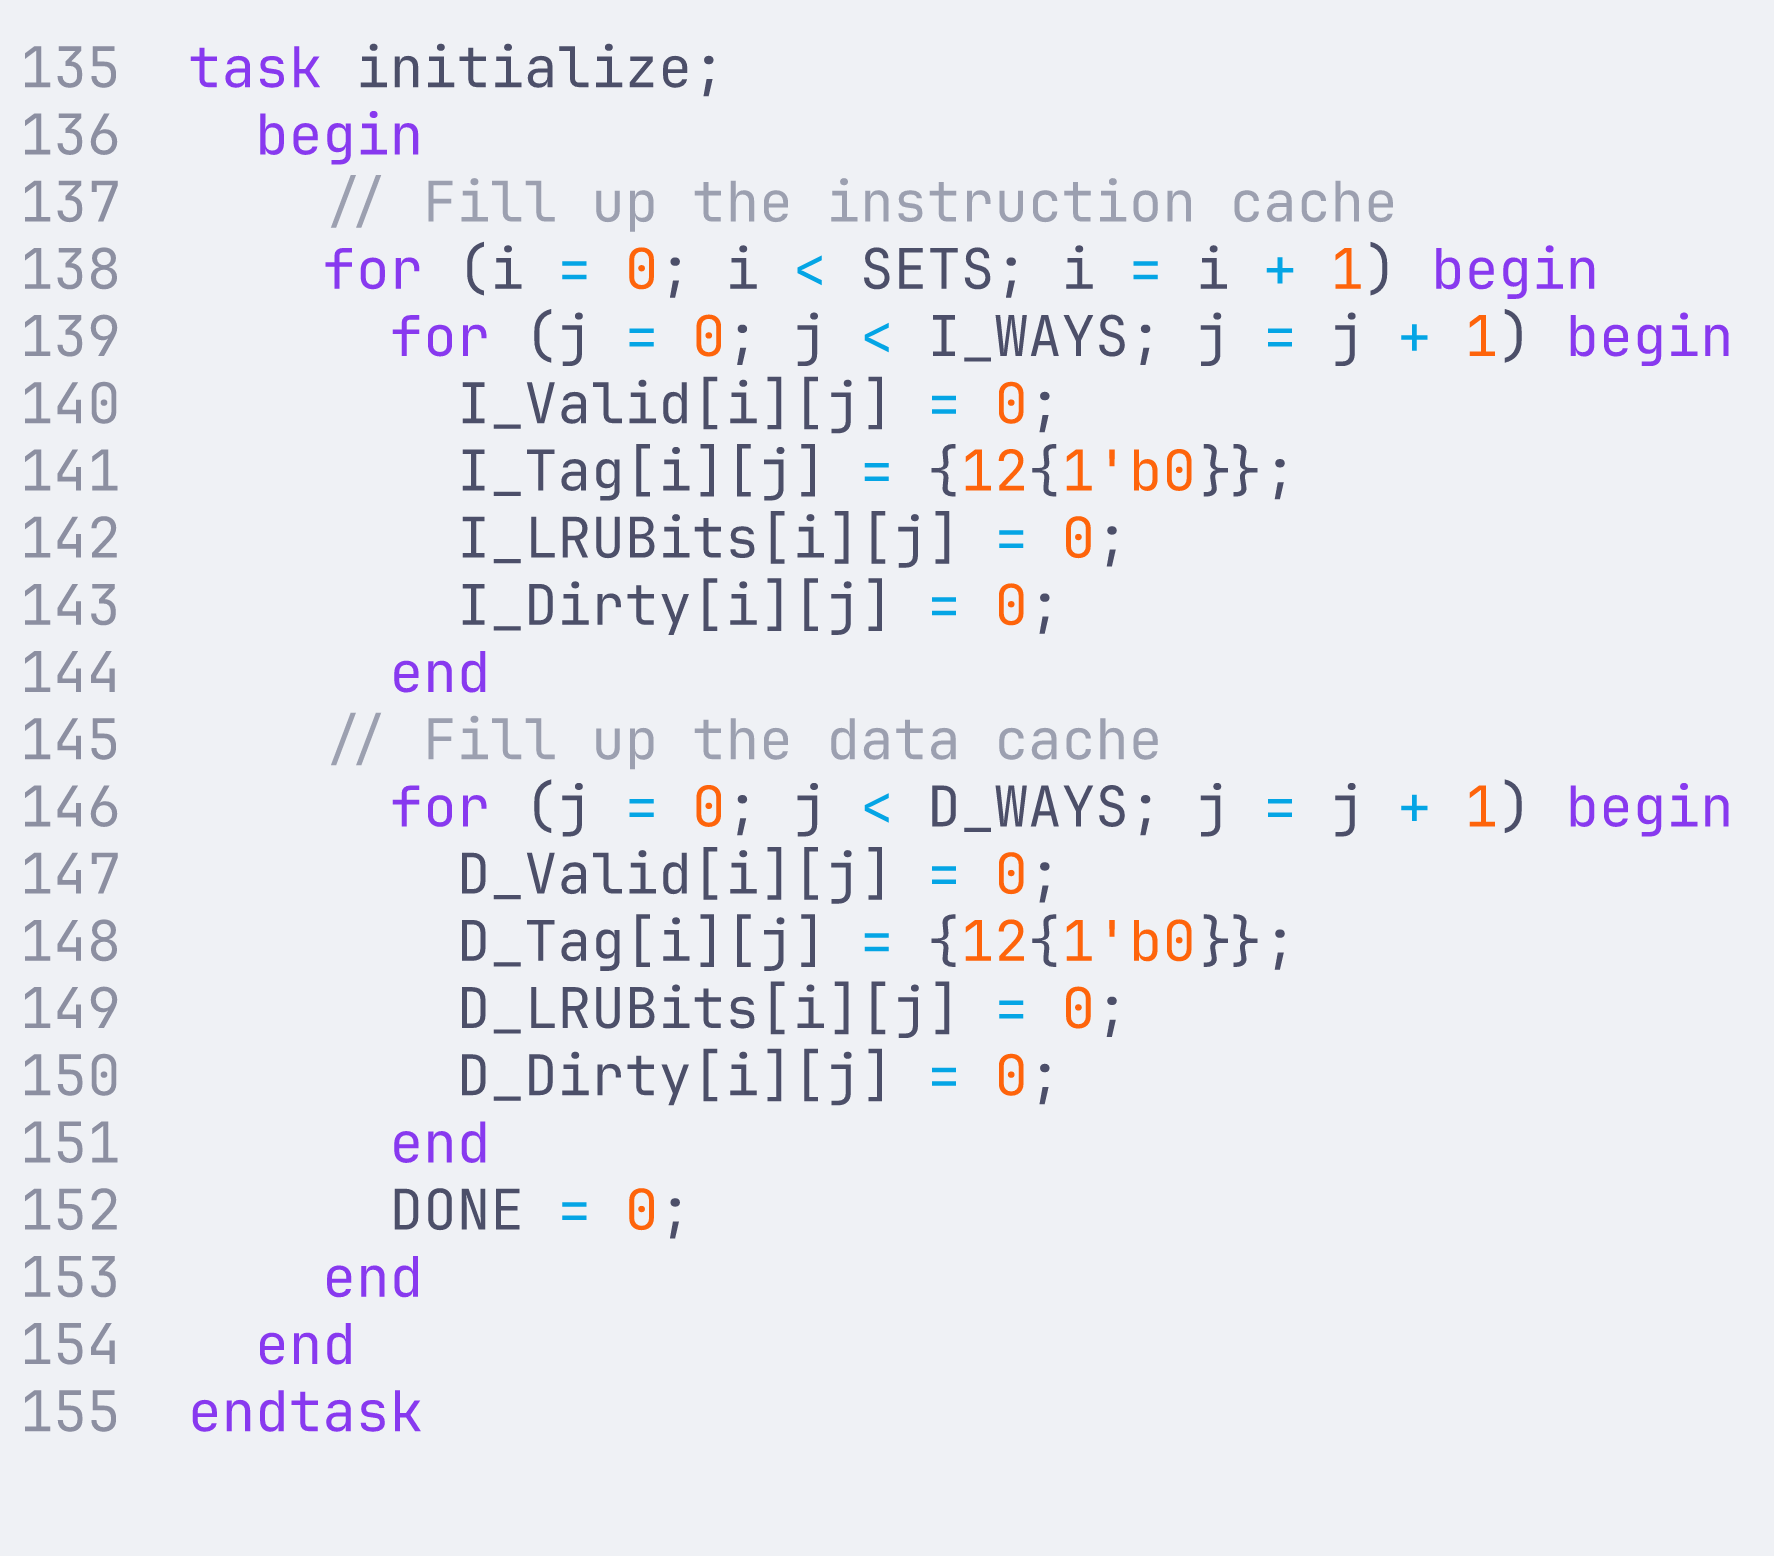 135  task initialize;
136    begin
137      // Fill up the instruction cache
138      for (i = 0; i < SETS; i = i + 1) begin
139        for (j = 0; j < I_WAYS; j = j + 1) begin
140          I_Valid[i][j] = 0;
141          I_Tag[i][j] = {12{1'b0}};
142          I_LRUBits[i][j] = 0;
143          I_Dirty[i][j] = 0;
144        end
145      // Fill up the data cache
146        for (j = 0; j < D_WAYS; j = j + 1) begin
147          D_Valid[i][j] = 0;
148          D_Tag[i][j] = {12{1'b0}};
149          D_LRUBits[i][j] = 0;
150          D_Dirty[i][j] = 0;
151        end
152        DONE = 0;
153      end
154    end
155  endtask